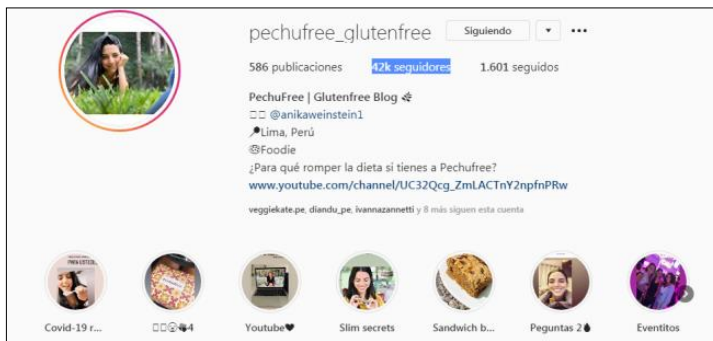 pechufree_glutenfree Siguiendo
586 publicaciones 42k seguidores 1.601 seguidos
PechuFree | Glutenfree Blog
@anikaweinstein1
Lima, Perú
Foodie
¿Para qué romper la dieta si tienes a Pechufree?
www.youtube.com/channel/UC32Qcg_ZmLACTnY2npfnPRw
veggiekate.pe, diandu_pe, ivannazannetti y 8 más siguen esta cuenta
Covid-19 r... 4 Youtube Slim secrets Sandwich b... Peguntas 2 Eventitos